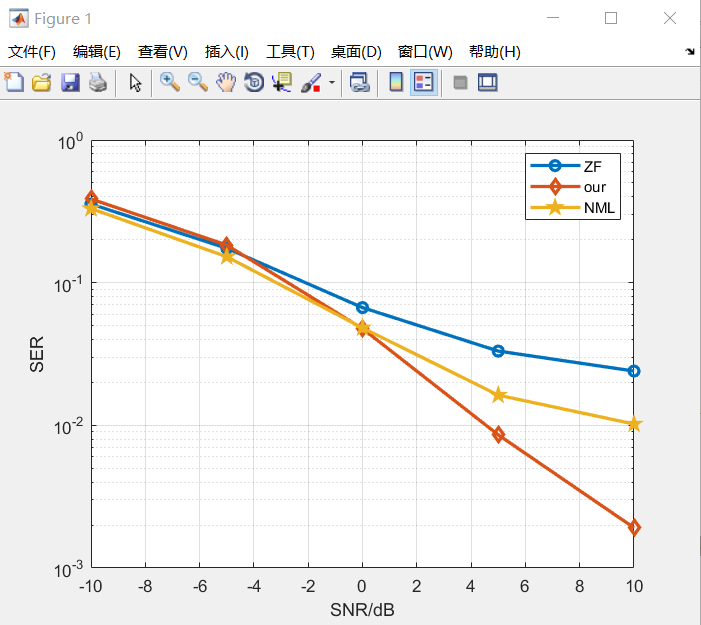 Figure 1
文件(F) 编辑(E) 查看(V) 插入(I) 工具(T) 桌面(D) 窗口(W) 帮助(H)
10^0
ZF
our
NML
10^-1
SER
10^-2
10^-3
-10 -8 -6 -4 -2 0 2 4 6 8 10
SNR/dB